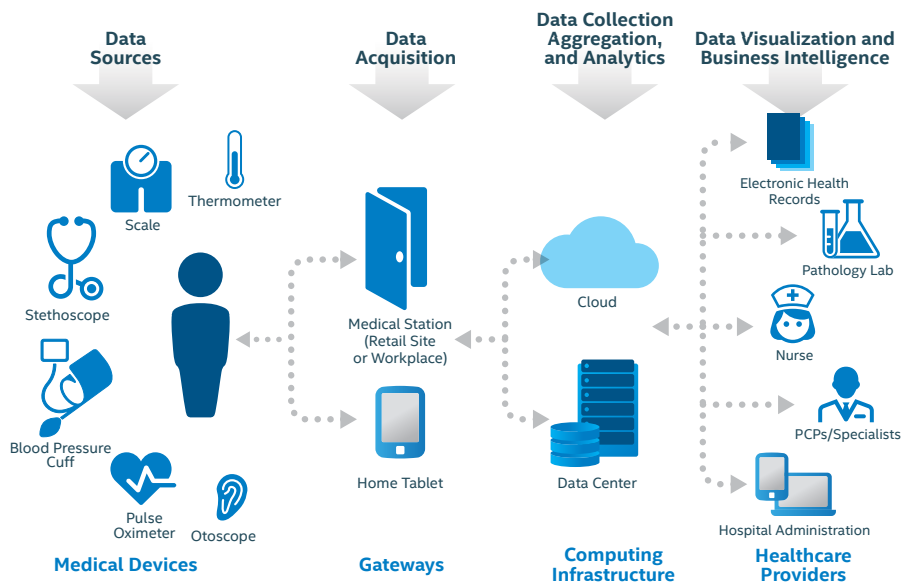 Data
Sources
Data
Acquisition
Data Collection
Aggregation,
and Analytics
Data Visualization and
Business Intelligence
Scale
Thermometer
Stethoscope
Blood Pressure
Cuff
Pulse
Oximeter
Otoscope
Medical Station
(Retail Site
or Workplace)
Home Tablet
Cloud
Data Center
Electronic Health
Records
Pathology Lab
Nurse
PCPs/Specialists
Hospital Administration
Medical Devices
Gateways
Computing
Infrastructure
Healthcare
Providers